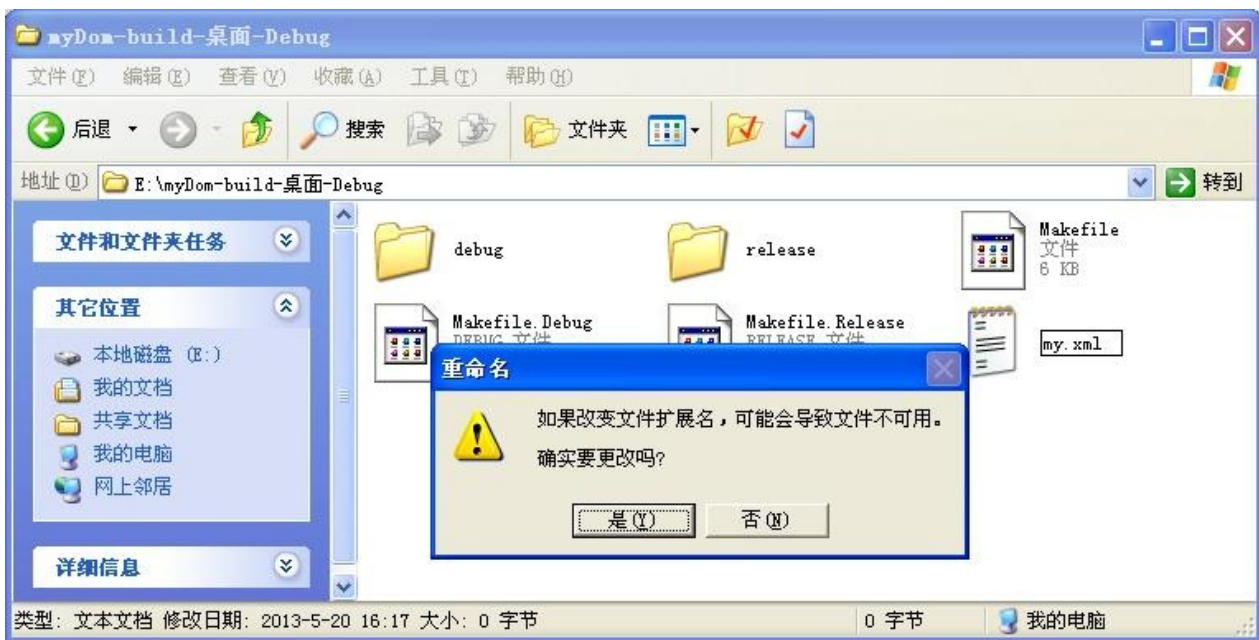 myDom-build-桌面-Debug
文件(F) 编辑(E) 查看(V) 收藏(A) 工具(T) 帮助(H)
后退 搜索 文件夹
地址(D) E:\myDom-build-桌面-Debug 转到
文件和文件夹任务
其它位置
本地磁盘 (E:)
我的文档
共享文档
我的电脑
网上邻居
详细信息
debug
release
Makefile
文件
6 KB
Makefile.Debug
DEBUG 文件
Makefile.Release
RELEASE 文件
my.xml
重命名
如果改变文件扩展名，可能会导致文件不可用。
确实要更改吗?
是(Y) 否(N)
类型: 文本文档 修改日期: 2013-5-20 16:17 大小: 0 字节 0 字节 我的电脑